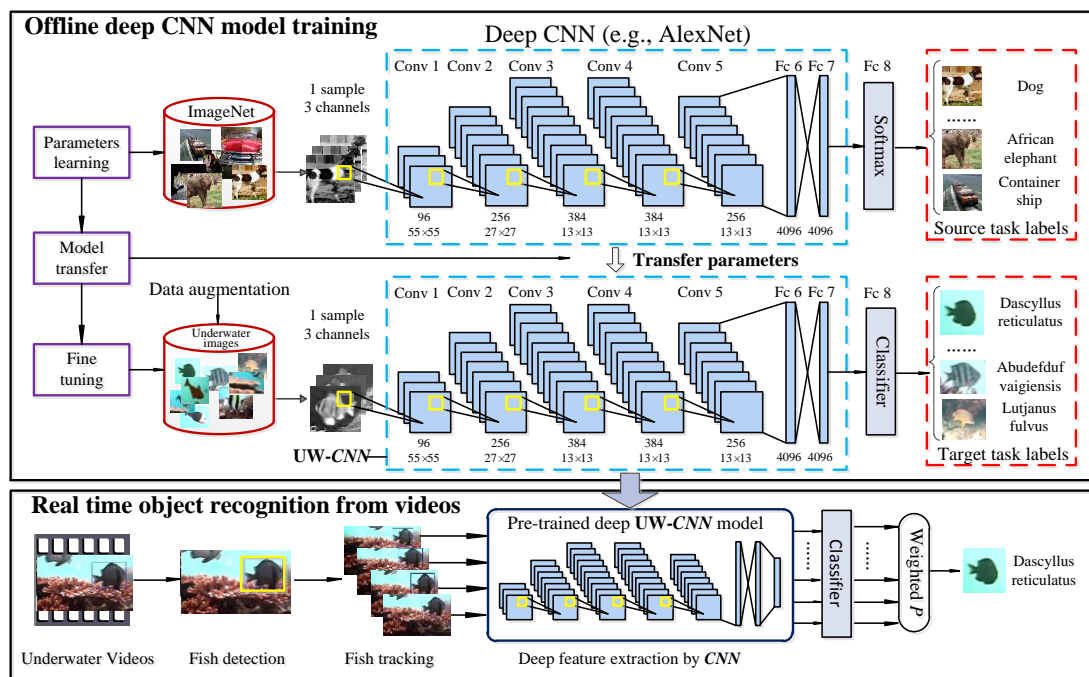 Offline deep CNN model training
Deep CNN (e.g., AlexNet)
Conv 1 Conv 2 Conv 3 Conv 4 Conv 5 Fc 6 Fc 7 Fc 8
1 sample
3 channels
ImageNet
Parameters
learning
Softmax
Dog
......
African
elephant
Container
ship
Source task labels
96 256 384 384 256
55×55 27×27 13×13 13×13 13×13 4096 4096
Model
transfer
Transfer parameters
Data augmentation
Conv 1 Conv 2 Conv 3 Conv 4 Conv 5 Fc 6 Fc 7 Fc 8
1 sample
3 channels
Underwater
images
Fine
tuning
Classifier
Dascyllus
reticulatus
......
Abudefduf
vaigiensis
Lutjanus
fulvus
Target task labels
96 256 384 384 256
UW-CNN 55×55 27×27 13×13 13×13 13×13 4096 4096
Real time object recognition from videos
Pre-trained deep UW-CNN model
Classifier
Weighted P
Dascyllus
reticulatus
Underwater Videos Fish detection Fish tracking Deep feature extraction by CNN